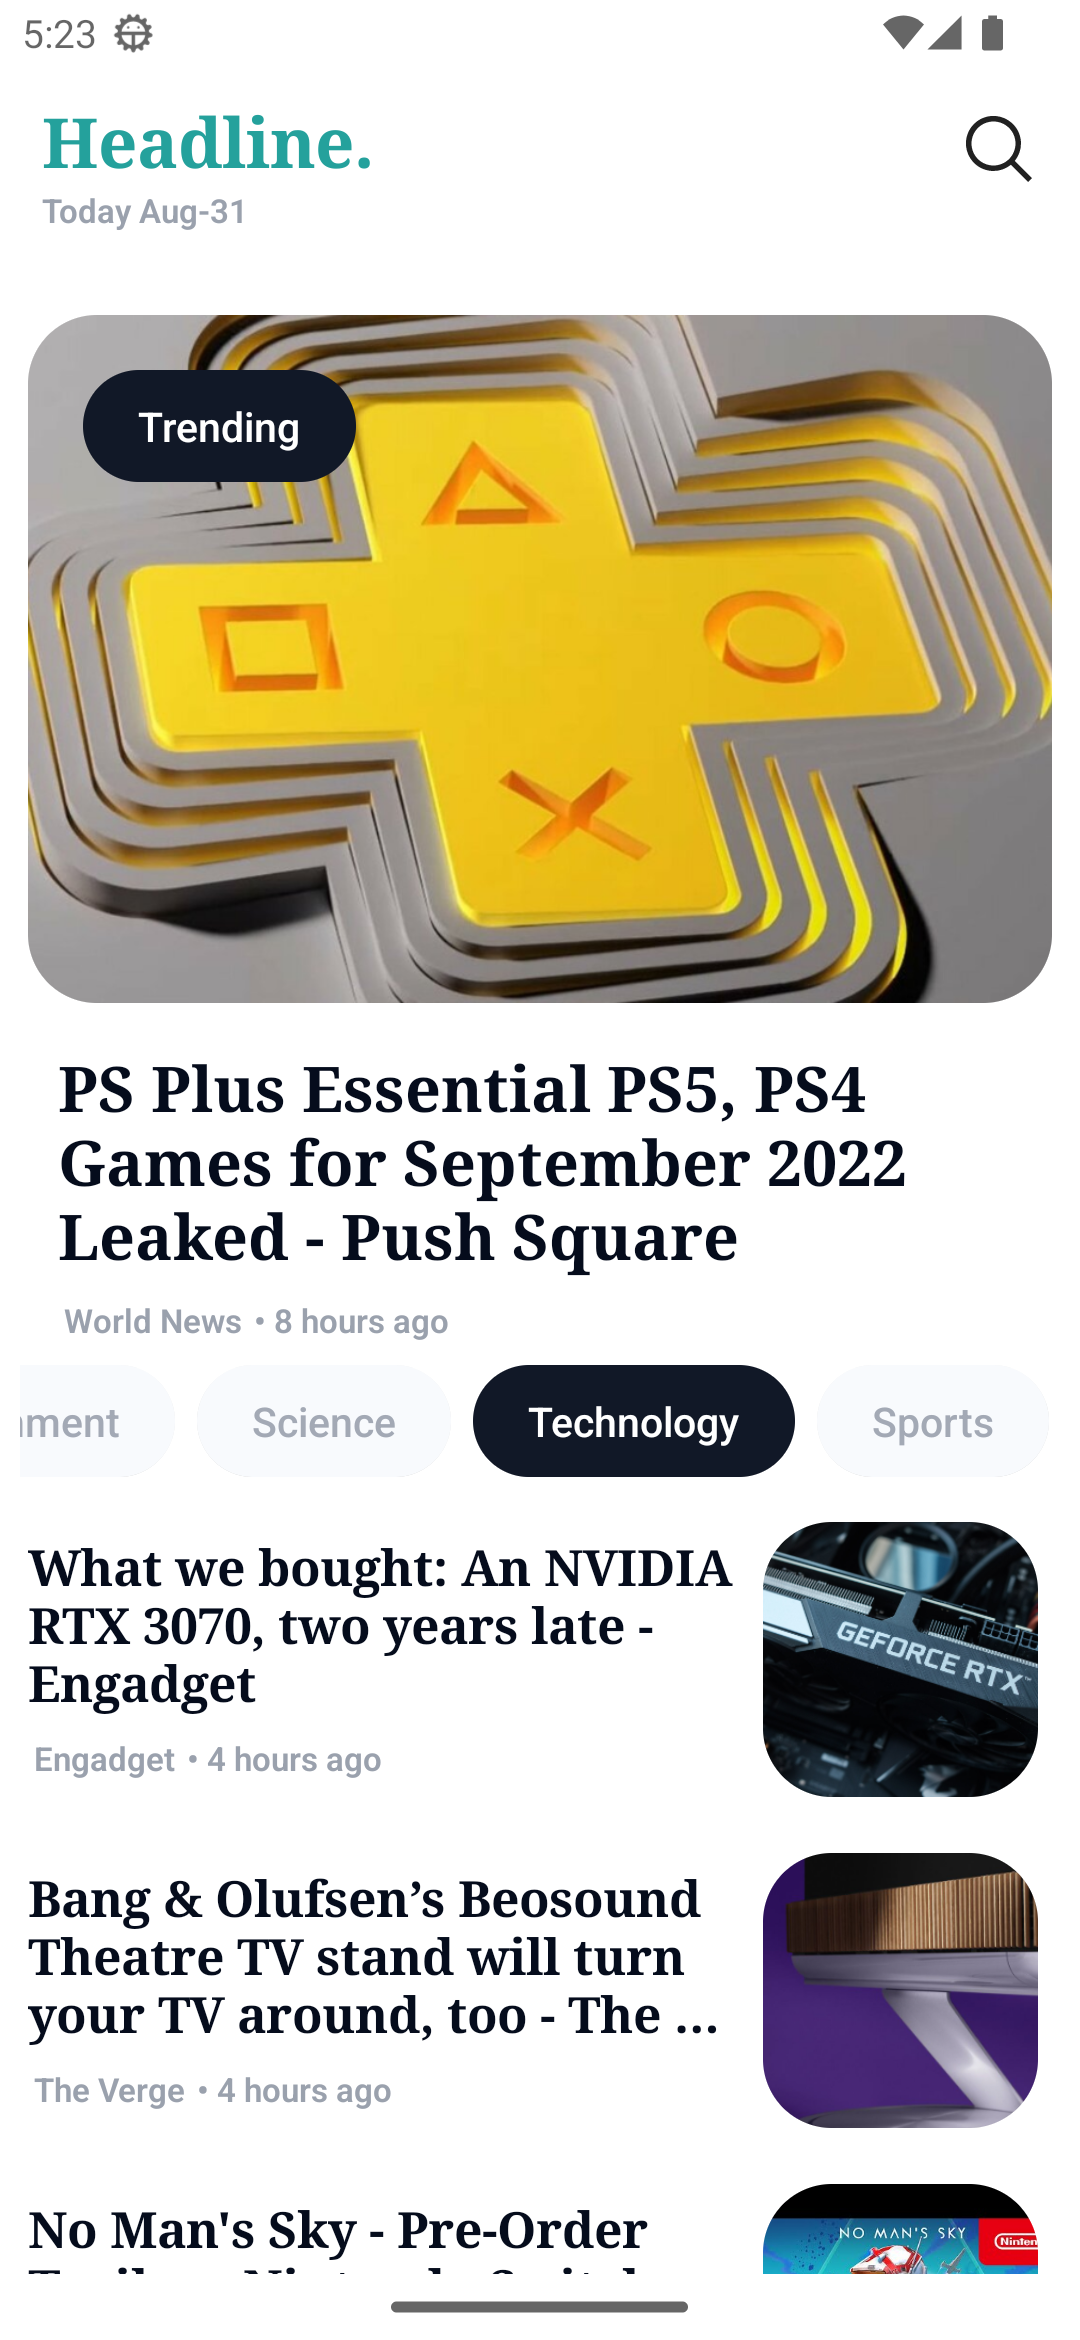 5:23
Headline.
Today Aug-31
Trending
PS Plus Essential PS5, PS4
Games for September 2022
Leaked - Push Square
World News • 8 hours ago
ment
Science
Technology
Sports
What we bought: An NVIDIA
RTX 3070, two years late -
Engadget
Engadget • 4 hours ago
GEFORCE RTX™
Bang & Olufsen’s Beosound
Theatre TV stand will turn
your TV around, too - The ...
The Verge • 4 hours ago
No Man's Sky - Pre-Order
NO MAN'S SKY